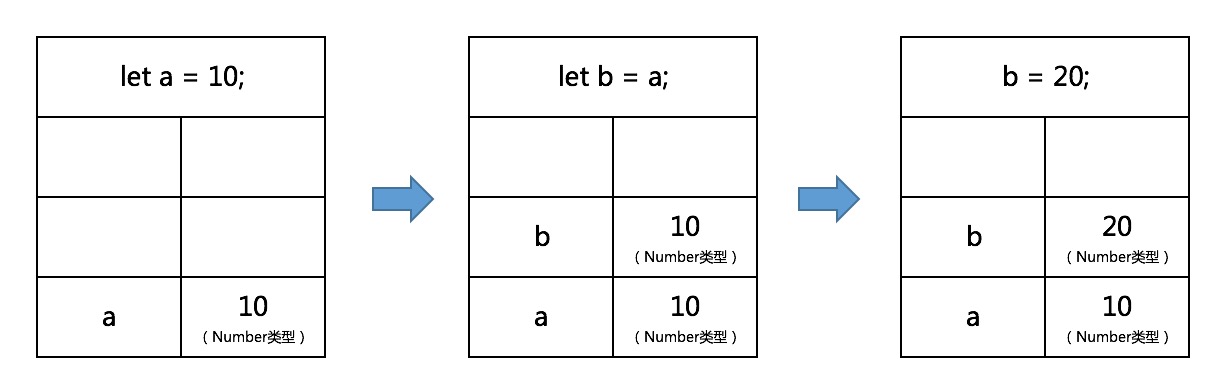 let a = 10;
a
10
（Number类型）
let b = a;
b
10
（Number类型）
a
10
（Number类型）
b = 20;
b
20
（Number类型）
a
10
（Number类型）